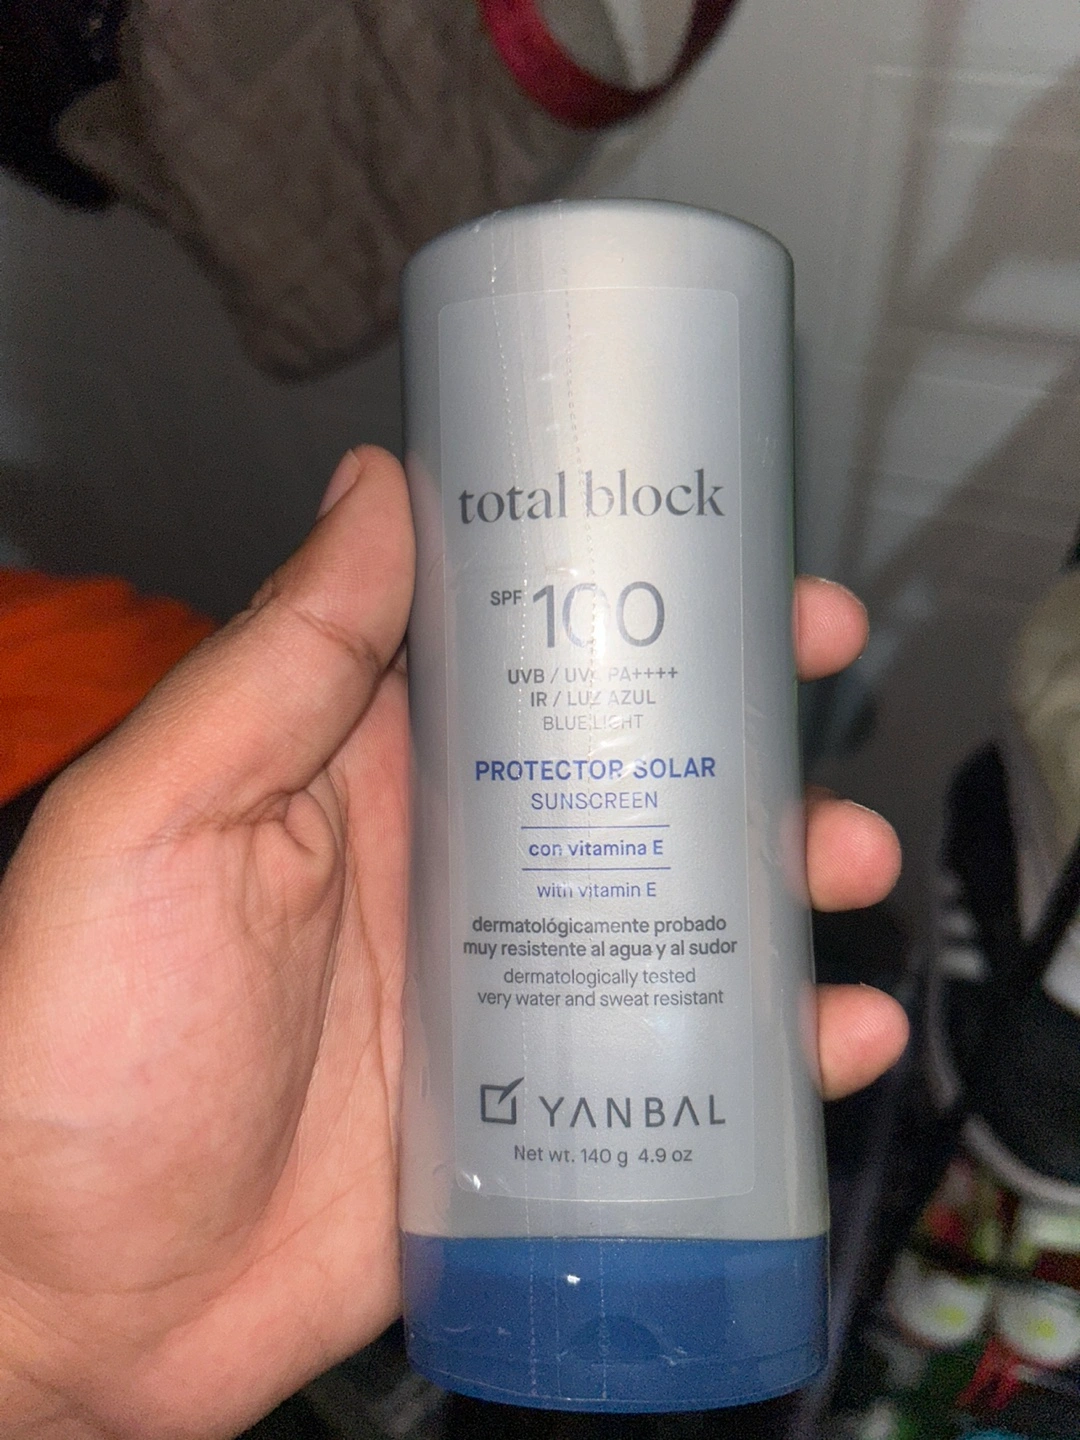 total block
SPF 100
UVB / UVA PA++++
IR / LUZ AZUL
BLUE LIGHT
PROTECTOR SOLAR
SUNSCREEN
con vitamina E
with vitamin E
dermatológicamente probado
muy resistente al agua y al sudor
dermatologically tested
very water and sweat resistant
YANBAL
Net wt. 140 g 4.9 oz